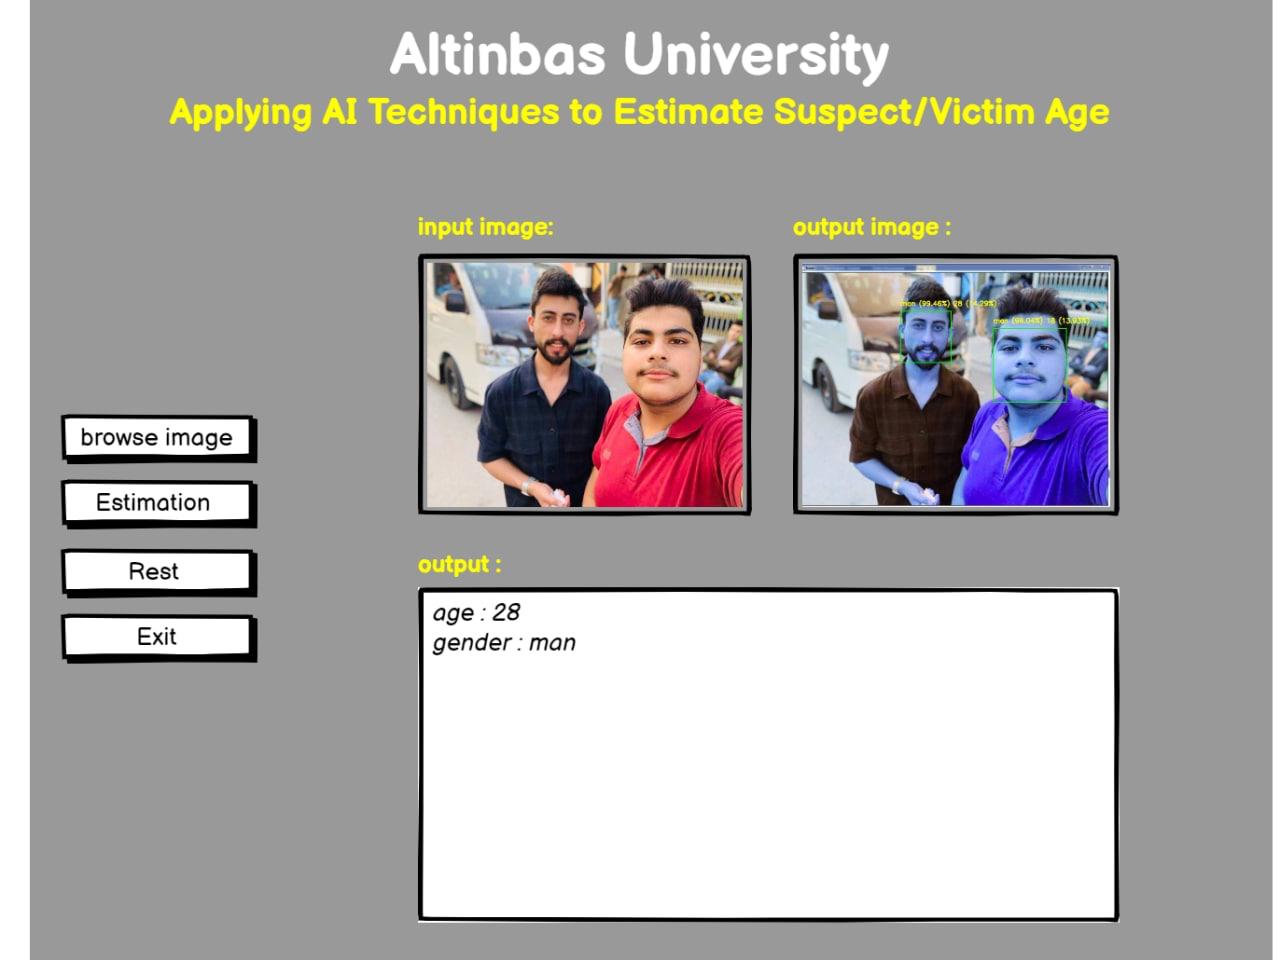 Altinbas University
Applying AI Techniques to Estimate Suspect/Victim Age
input image:
output image :
man (99.46%) 28 (14.29%)
man (98.04%) 18 (13.93%)
browse image
Estimation
Rest
Exit
output :
age : 28
gender : man